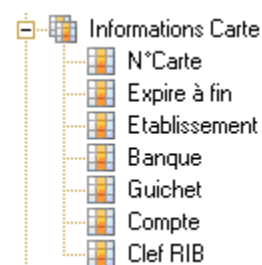 Informations Carte
N°Carte
Expire à fin
Etablissement
Banque
Guichet
Compte
Clef RIB